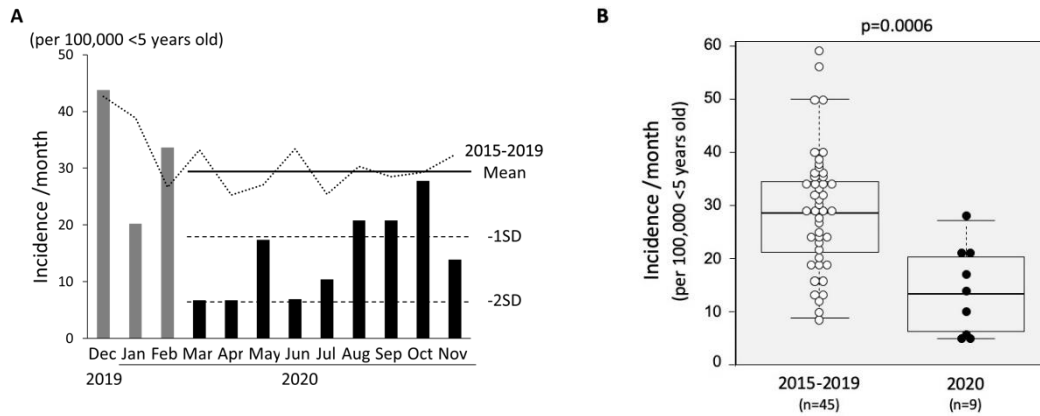 A
(per 100,000 <5 years old)
Incidence /month
50
40
30
20
10
0
2015-2019
Mean
-1SD
-2SD
Dec Jan Feb Mar Apr May Jun Jul Aug Sep Oct Nov
2019 2020
B
p=0.0006
Incidence/month
(per 100,000 <5 years old)
60
50
40
30
20
10
0
2015-2019 2020
(n=45) (n=9)